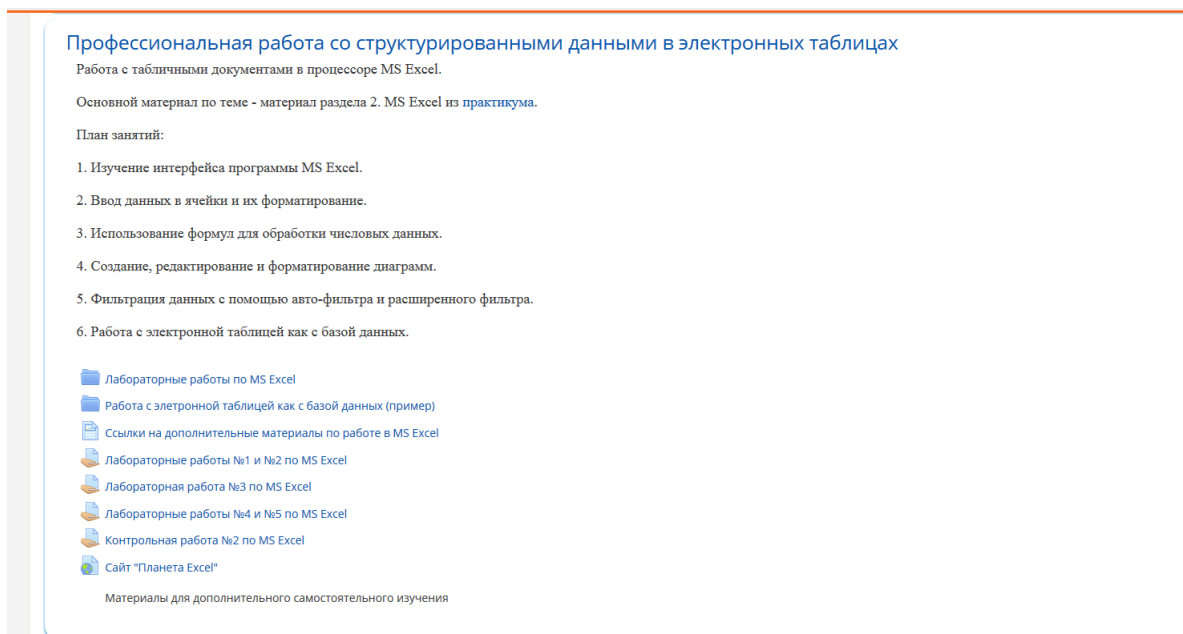 Профессиональная работа со структурированными данными в электронных таблицах
Работа с табличными документами в процессоре MS Excel.
Основной материал по теме - материал раздела 2. MS Excel из практикума.
План занятий:
1. Изучение интерфейса программы MS Excel.
2. Ввод данных в ячейки и их форматирование.
3. Использование формул для обработки числовых данных.
4. Создание, редактирование и форматирование диаграмм.
5. Фильтрация данных с помощью авто-фильтра и расширенного фильтра.
6. Работа с электронной таблицей как с базой данных.
Лабораторные работы по MS Excel
Работа с элетронной таблицей как с базой данных (пример)
Ссылки на дополнительные материалы по работе в MS Excel
Лабораторные работы №1 и №2 по MS Excel
Лабораторная работа №3 по MS Excel
Лабораторные работы №4 и №5 по MS Excel
Контрольная работа №2 по MS Excel
Сайт "Планета Excel"
Материалы для дополнительного самостоятельного изучения